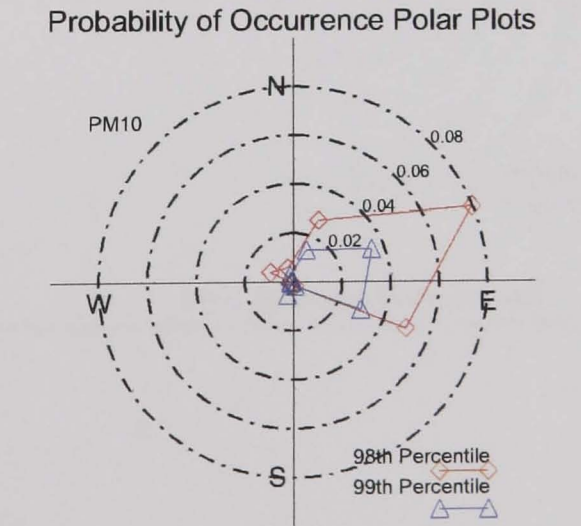 Probability of Occurrence Polar Plots
N
PM10
0.08
0.06
0.04
0.02
W
E
S
98th Percentile
99th Percentile